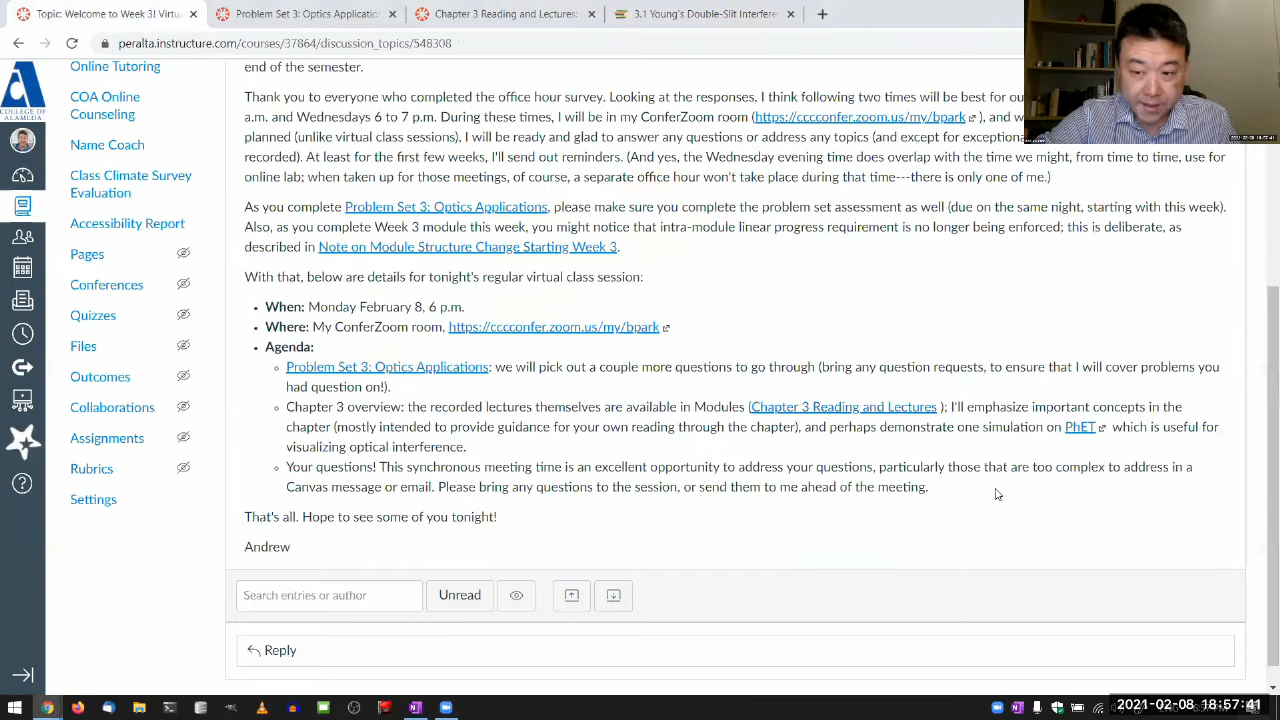 Topic: Week 3! Virtu
Problem Set 3: Optics Application
Chapter 3 Reading and Lectures:
3.1 Young's Double-Slit Interfere
peralta.instructure.com/courses/37864/discussion_topics/548308
COLLEGE OF
ALAMEDA
Online Tutoring
COA Online
Counseling
Name Coach
Class Climate Survey
Evaluation
Accessibility Report
Pages
Conferences
Quizzes
Files
Outcomes
Collaborations
Assignments
Rubrics
Settings
end of the semester.
Thank you to everyone who completed the office hour survey. Looking at the responses, I think following two times will be best for ou
a.m. and Wednesdays 6 to 7 p.m. During these times, I will be in my ConferZoom room (https://cccconfer.zoom.us/my/bpark ), and w
planned (unlike virtual class sessions), I will be ready and glad to answer any questions or address any topics (and except for exceptiona
recorded). At least for the first few weeks, I'll send out reminders. (And yes, the Wednesday evening time does overlap with the time we might, from time to time, use for
online lab; when taken up for those meetings, of course, a separate office hour won't take place during that time---there is only one of me.)
As you complete Problem Set 3: Optics Applications, please make sure you complete the problem set assessment as well (due on the same night, starting with this week).
Also, as you complete Week 3 module this week, you might notice that intra-module linear progress requirement is no longer being enforced; this is deliberate, as
described in Note on Module Structure Change Starting Week 3.
With that, below are details for tonight's regular virtual class session:
When: Monday February 8, 6 p.m.
Where: My ConferZoom room, https://cccconfer.zoom.us/my/bpark
Agenda:
Problem Set 3: Optics Applications: we will pick out a couple more questions to go through (bring any question requests, to ensure that I will cover problems you
had question on!).
Chapter 3 overview: the recorded lectures themselves are available in Modules (Chapter 3 Reading and Lectures ); I'll emphasize important concepts in the
chapter (mostly intended to provide guidance for your own reading through the chapter), and perhaps demonstrate one simulation on PhET which is useful for
visualizing optical interference.
Your questions! This synchronous meeting time is an excellent opportunity to address your questions, particularly those that are too complex to address in a
Canvas message or email. Please bring any questions to the session, or send them to me ahead of the meeting.
That's all. Hope to see some of you tonight!
Andrew
Search entries or author
Unread
Reply
2021-02-08 18:57:41
2021-02-08 18:57:41